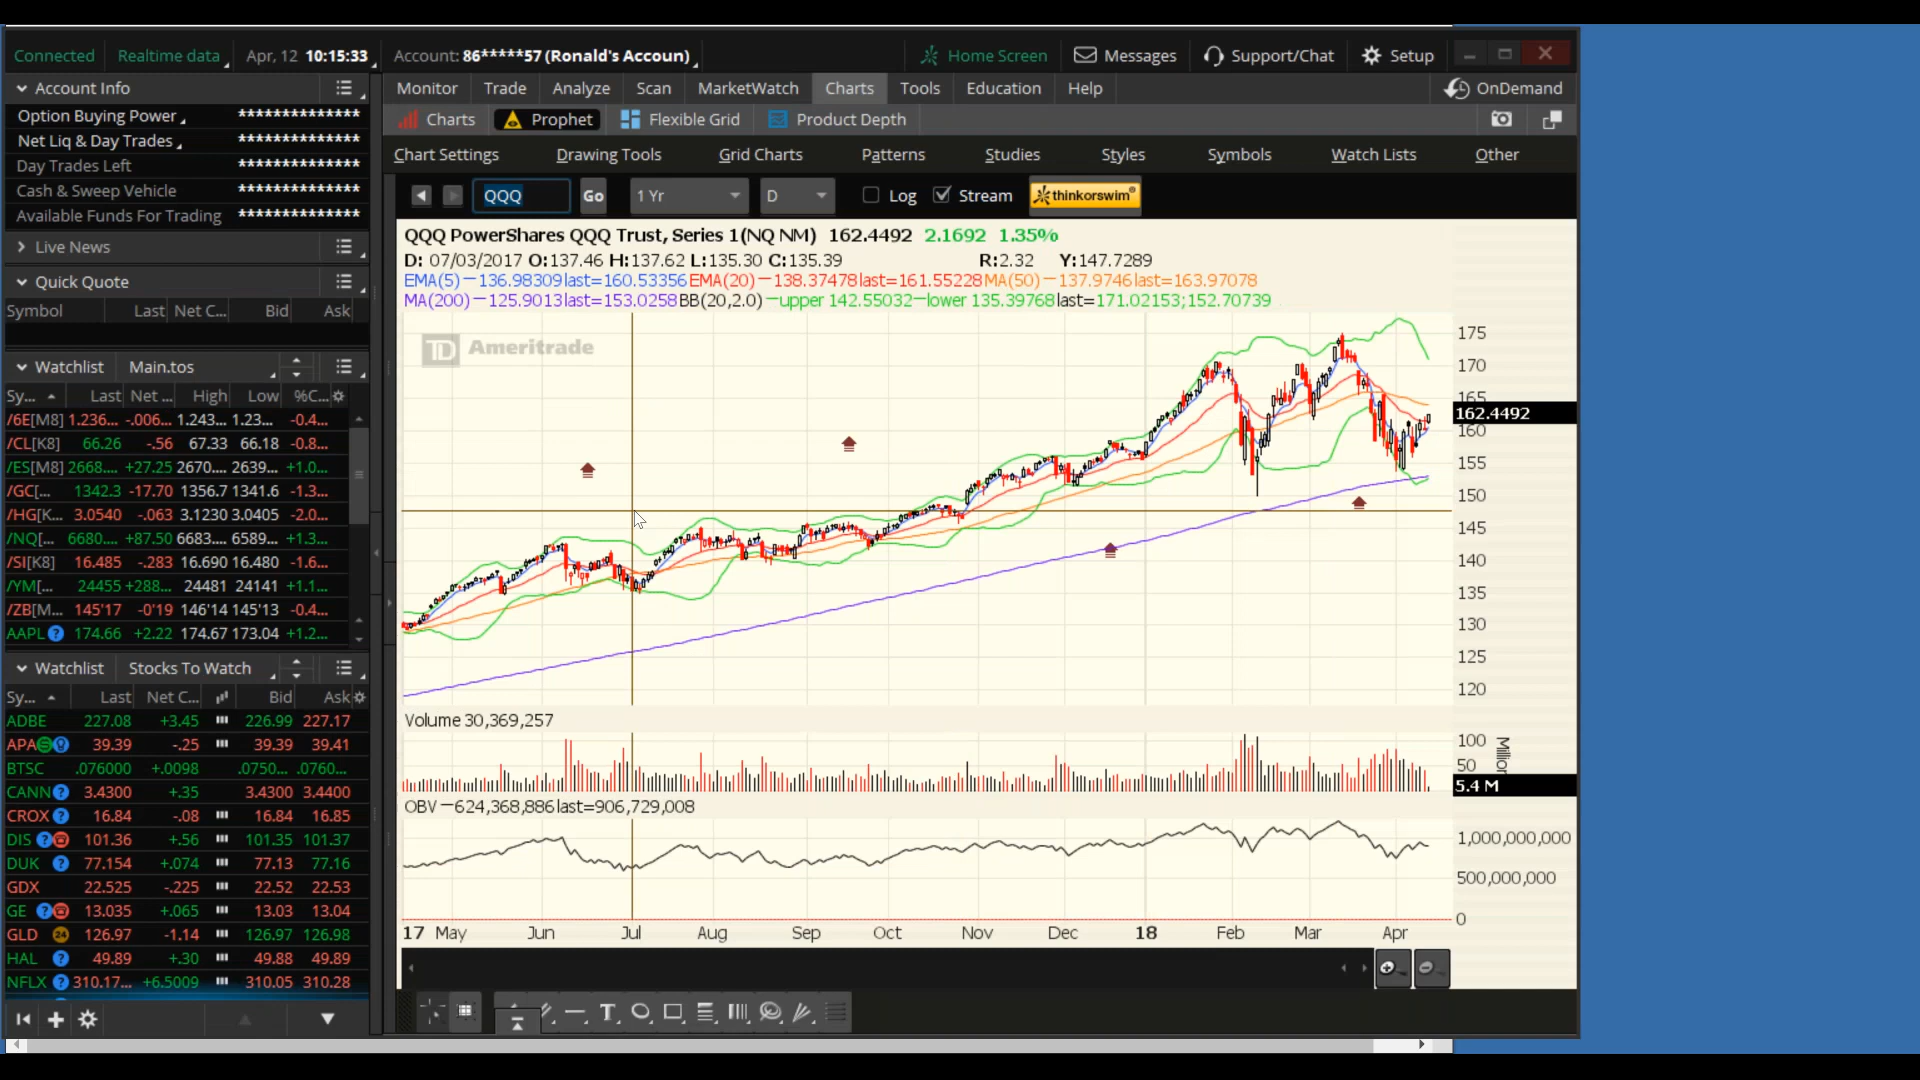 Connected Realtime data Apr, 12 10:15:33 Account: 86*****57 (Ronald's Accoun) Home Screen Messages Support/Chat Setup
Account Info Monitor Trade Analyze Scan MarketWatch Charts Tools Education Help OnDemand
Option Buying Power **************
Charts Prophet Flexible Grid Product Depth
Net Liq & Day Trades **************
Day Trades Left **************
Cash & Sweep Vehicle **************
Available Funds For Trading **************
Chart Settings Drawing Tools Grid Charts Patterns Studies Styles Symbols Watch Lists Other
QQQ Go 1 Yr D Log Stream thinkorswim
Live News
Quick Quote
Symbol Last Net C... Bid Ask
QQQ PowerShares QQQ Trust, Series 1(NQ NM) 162.4492 2.1692 1.35%
D: 07/03/2017 O:137.46 H:137.62 L:135.30 C:135.39 R:2.32 Y:147.7289
EMA(5) —136.98309last=160.53356EMA(20) —138.37478last=161.55228MA(50) —137.9746last=163.97078
MA(200) —125.9013last=153.0258BB(20,2.0) —upper 142.55032—lower 135.39768last=171.02153;152.70739
TD Ameritrade
175
170
165
162.4492
160
155
150
145
140
135
130
125
120
Volume 30,369,257
100
50
Million
5.4 M
OBV —624,368,886last=906,729,008
1,000,000,000
500,000,000
0
17 May Jun Jul Aug Sep Oct Nov Dec 18 Feb Mar Apr
Watchlist Main.tos
Sy... Last Net ... High Low %C...
/6E[M8] 1.236... -.006... 1.243... 1.23... -0.4...
/CL[K8] 66.26 -.56 67.33 66.18 -0.8...
/ES[M8] 2668.... +27.25 2670.... 2639... +1.0...
/GC[... 1342.3 -17.70 1356.7 1341.6 -1.3...
/HG[K... 3.0540 -.063 3.1230 3.0405 -2.0...
/NQ[... 6680.... +87.50 6683.... 6589... +1.3...
/SI[K8] 16.485 -.283 16.690 16.480 -1.6...
/YM[... 24455 +288... 24481 24141 +1.1...
/ZB[M... 145'17 -0'19 146'14 145'13 -0.4...
AAPL ? 174.66 +2.22 174.67 173.04 +1.2...
Watchlist Stocks To Watch
Sy... Last Net C... Bid Ask
ADBE 227.08 +3.45 226.99 227.17
APA 39.39 -.25 39.39 39.41
BTSC .076000 +.0098 .0750... .0760...
CANN ? 3.4300 +.35 3.4300 3.4400
CROX ? 16.84 -.08 16.84 16.85
DIS ? 101.36 +.56 101.35 101.37
DUK ? 77.154 +.074 77.13 77.16
GDX 22.525 -.225 22.52 22.53
GE ? 13.035 +.065 13.03 13.04
GLD 24 126.97 -1.14 126.97 126.98
HAL ? 49.89 +.30 49.88 49.89
NFLX ? 310.17... +6.5009 310.05 310.28
T